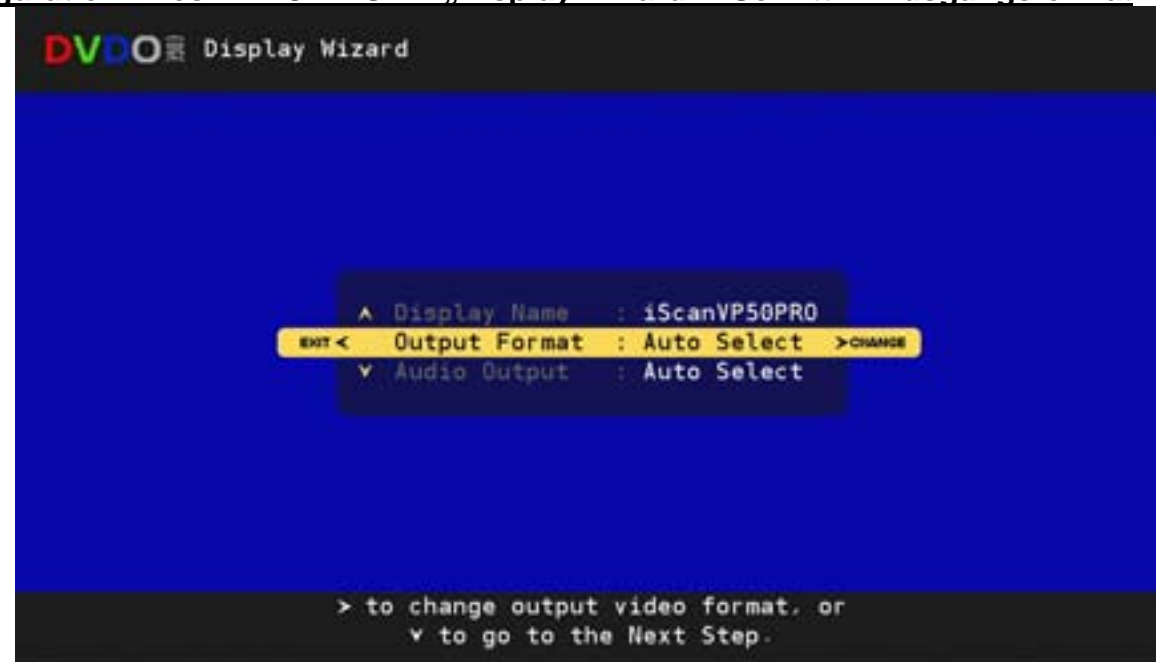 DVDO Display Wizard
^ Display Name : iScanVP50PRO
EXIT < Output Format : Auto Select > CHANGE
v Audio Output : Auto Select
> to change output video format, or
v to go to the Next Step.